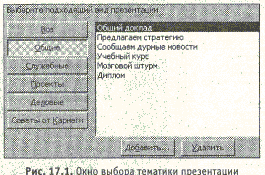 Выберите подходящий вид презентации
Все
Общие
Служебные
Проекты
Деловые
Советы от Карнеги
Общий доклад
Предлагаем стратегию
Сообщаем дурные новости
Учебный курс
Мозговой штурм
Диплом
Добавить...
Удалить
Рис. 17.1. Окно выбора тематики презентации